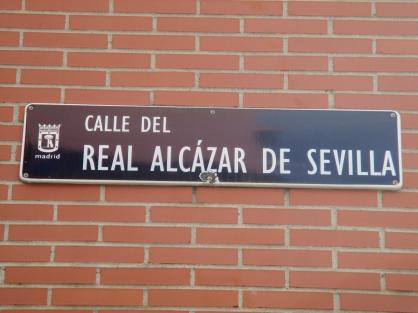 CALLE DEL
REAL ALCÁZAR DE SEVILLA
madrid